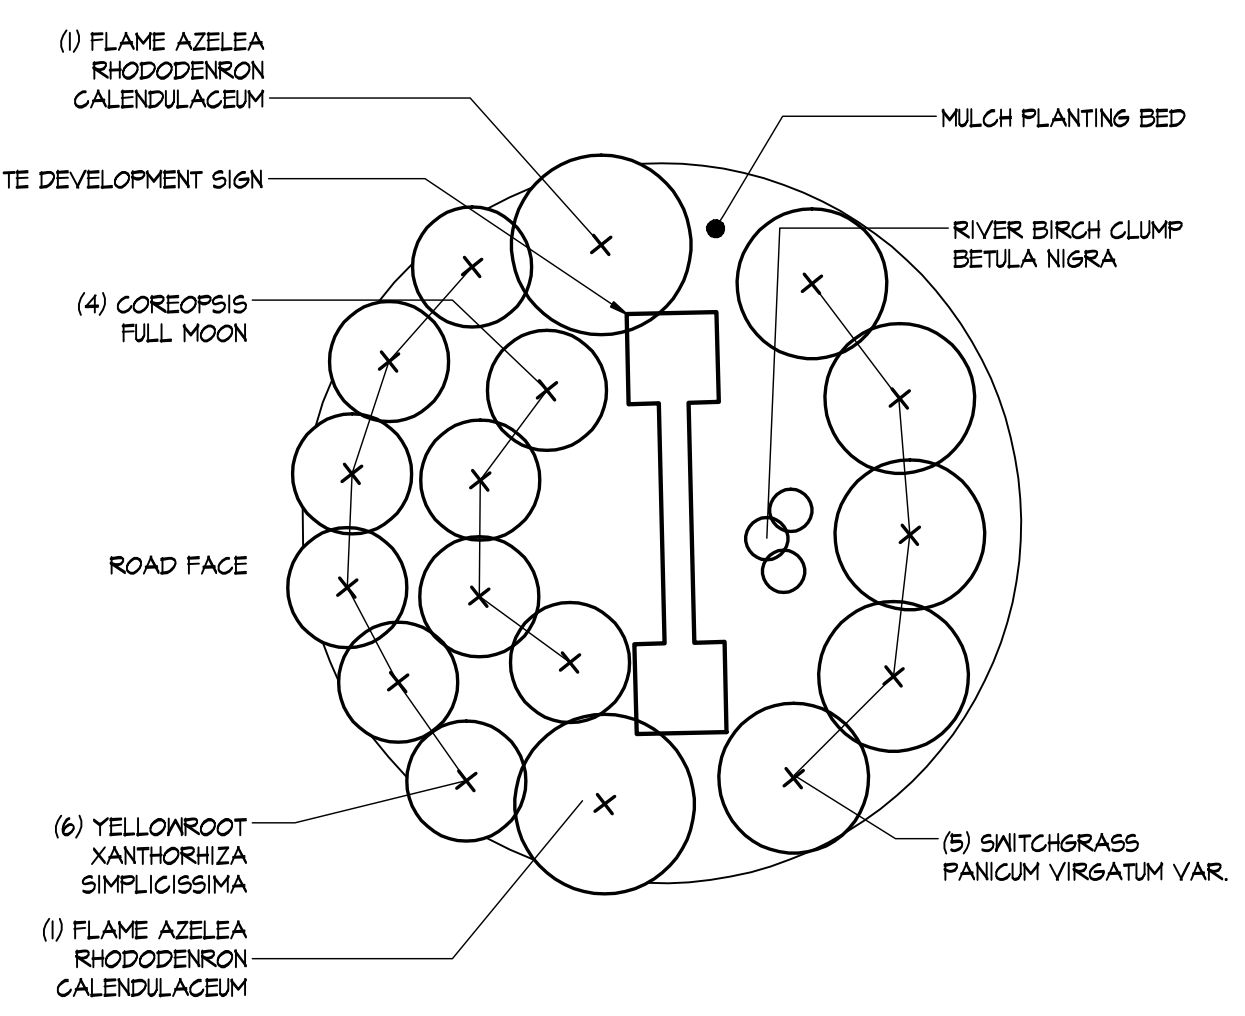 (1) FLAME AZELEA
RHODODENRON
CALENDULACEUM
MULCH PLANTING BED
TE DEVELOPMENT SIGN
RIVER BIRCH CLUMP
BETULA NIGRA
(4) COREOPSIS
FULL MOON
ROAD FACE
(6) YELLOWROOT
XANTHORHIZA
SIMPLICISSIMA
(5) SWITCHGRASS
PANICUM VIRGATUM VAR.
(1) FLAME AZELEA
RHODODENRON
CALENDULACEUM